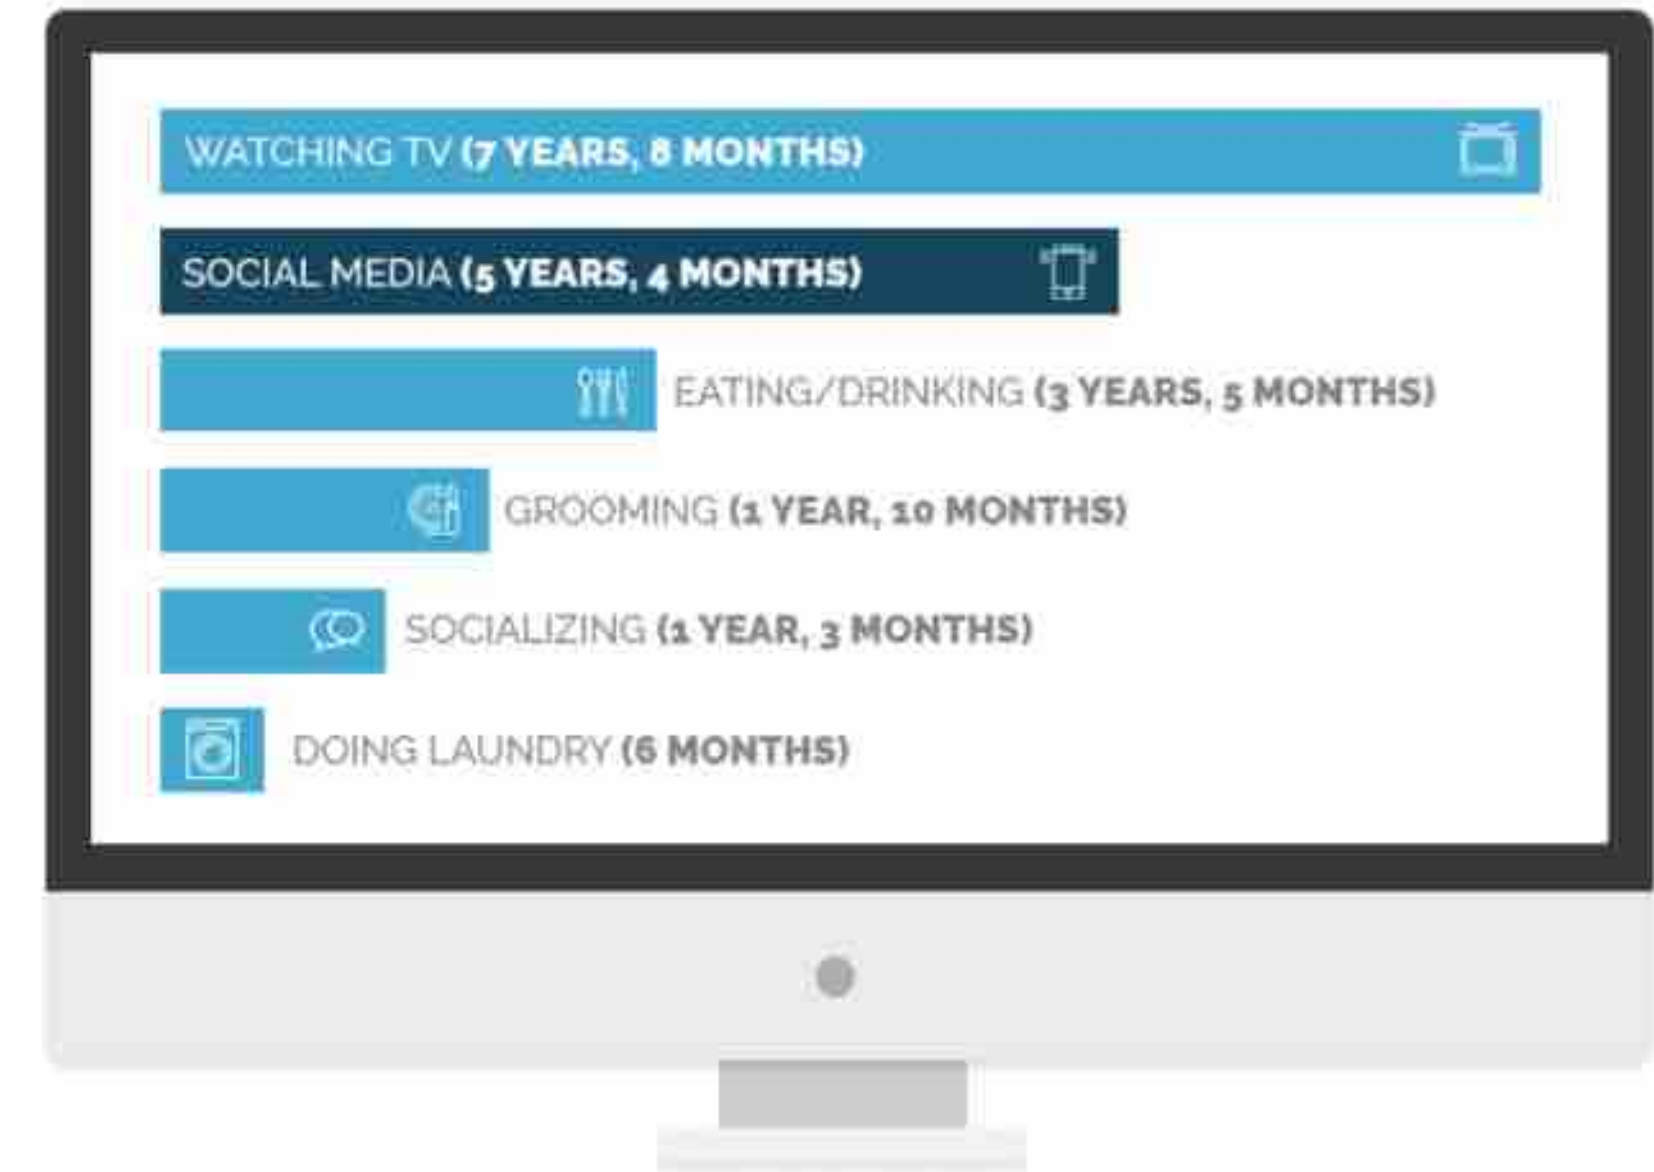 WATCHING TV (7 YEARS, 8 MONTHS)
SOCIAL MEDIA (5 YEARS, 4 MONTHS)
EATING/DRINKING (3 YEARS, 5 MONTHS)
GROOMING (1 YEAR, 10 MONTHS)
SOCIALIZING (1 YEAR, 3 MONTHS)
DOING LAUNDRY (6 MONTHS)